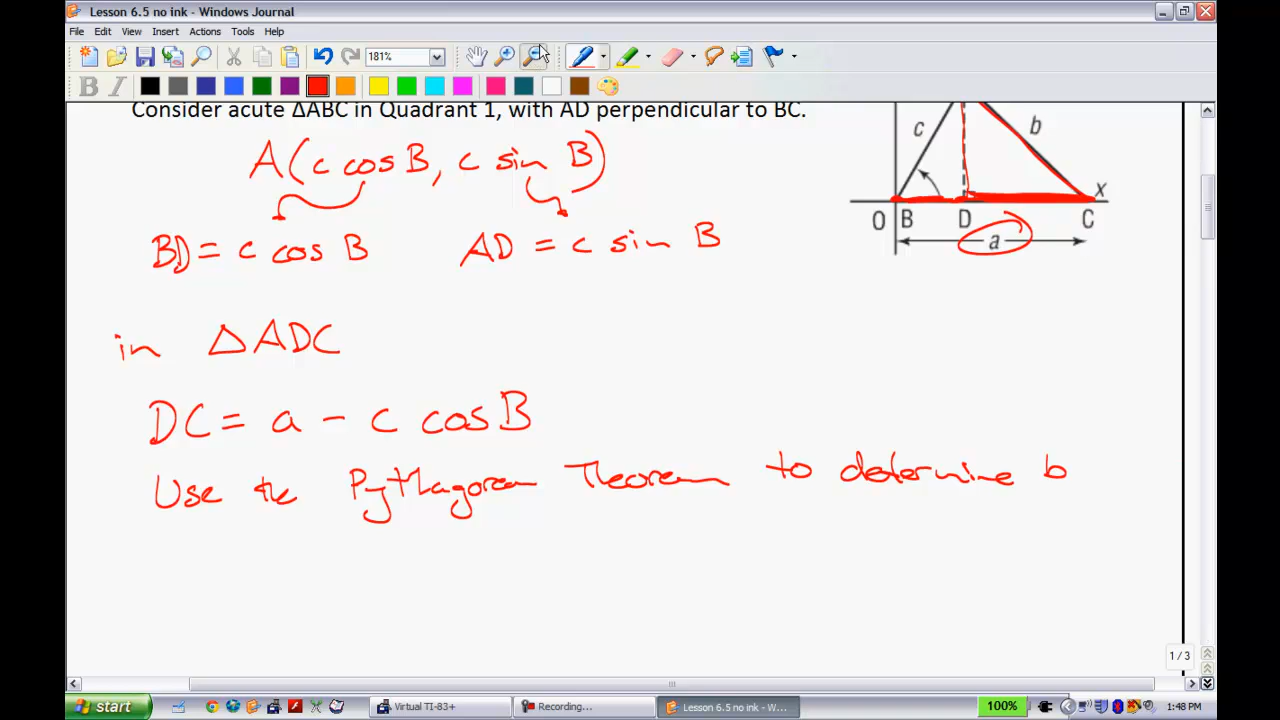 Lesson 6.5 no ink - Windows Journal
File Edit View Insert Actions Tools Help
181%
B I
Consider acute ΔABC in Quadrant 1, with AD perpendicular to BC.
A(c cos B, c sin B)
BD = c cos B AD = c sin B
c b
x
O B D C
a
in ΔADC
DC = a - c cos B
Use the Pythagorean Theorem to determine b
1/3
start Virtual TI-83+ Recording... Lesson 6.5 no ink - W... 100% 1:48 PM